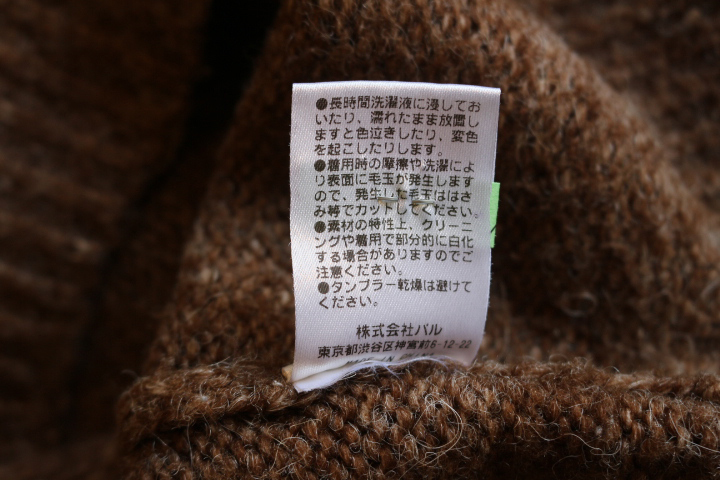 ●長時間洗濯液に浸してお
いたり、濡れたまま放置し
ますと色泣きしたり、変色
を起こしたりします。
●着用時の摩擦や洗濯によ
り表面に毛玉が発生します
ので、発生した毛玉ははさ
み等でカットしてください。
●素材の特性上、クリーニ
ングや着用で部分的に白化
する場合がありますのでご
注意ください。
●タンブラー乾燥は避けて
ください。
株式会社パル
東京都渋谷区神宮前6-12-22